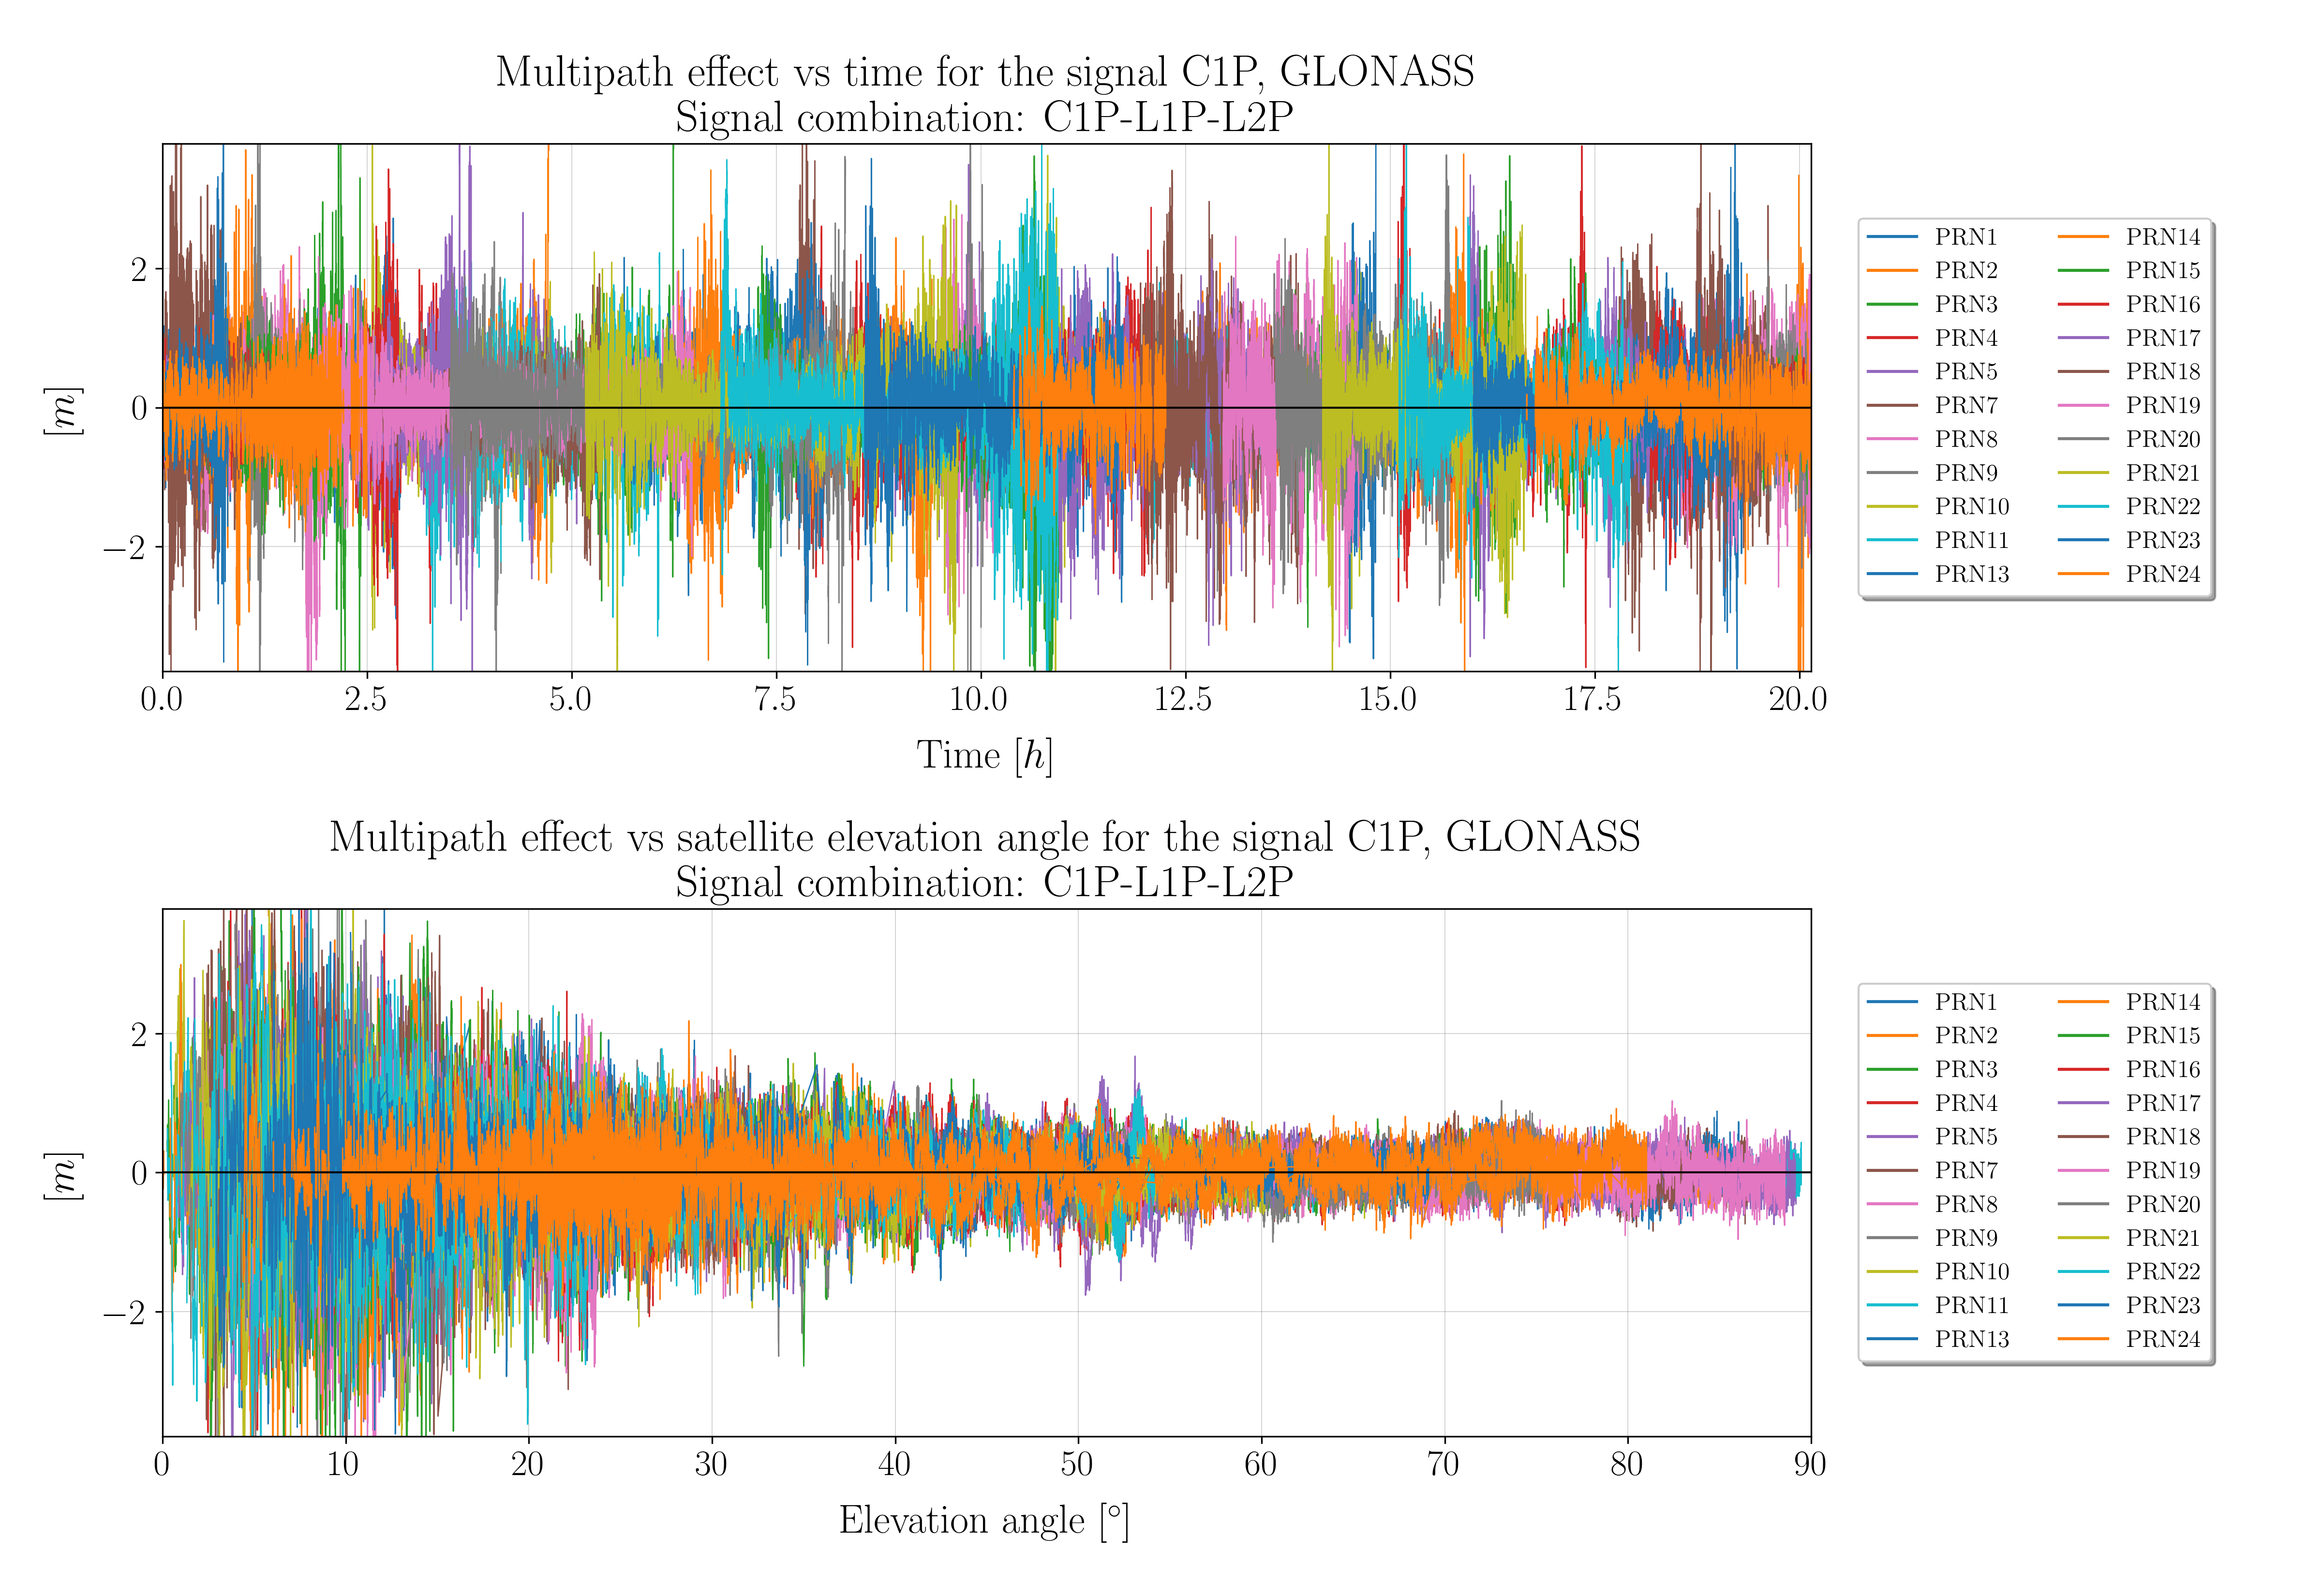 Multipath effect vs time for the signal C1P, GLONASS
Signal combination: C1P-L1P-L2P
[m]
2
0
−2
0.0 2.5 5.0 7.5 10.0 12.5 15.0 17.5 20.0
Time [h]
PRN1 PRN14
PRN2 PRN15
PRN3 PRN16
PRN4 PRN17
PRN5 PRN18
PRN7 PRN19
PRN8 PRN20
PRN9 PRN21
PRN10 PRN22
PRN11 PRN23
PRN13 PRN24
Multipath effect vs satellite elevation angle for the signal C1P, GLONASS
Signal combination: C1P-L1P-L2P
[m]
2
0
−2
0 10 20 30 40 50 60 70 80 90
Elevation angle [°]
PRN1 PRN14
PRN2 PRN15
PRN3 PRN16
PRN4 PRN17
PRN5 PRN18
PRN7 PRN19
PRN8 PRN20
PRN9 PRN21
PRN10 PRN22
PRN11 PRN23
PRN13 PRN24